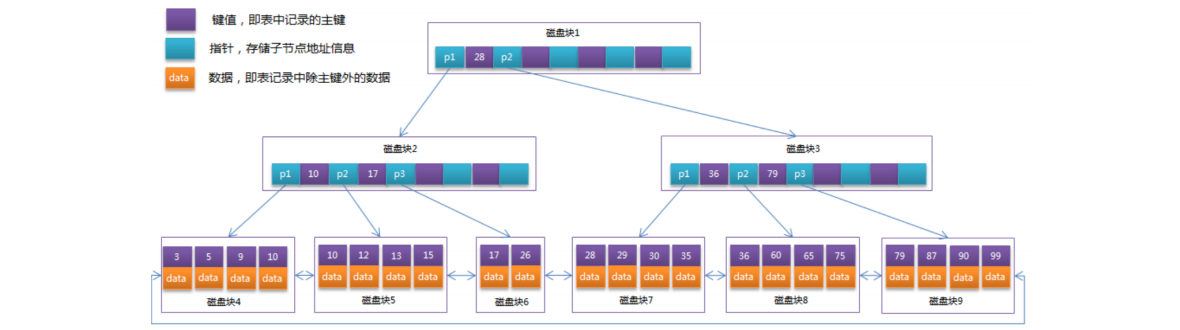 键值，即表中记录的主键
指针，存储子节点地址信息
data 数据，即表记录中除主键外的数据
磁盘块1
p1 28 p2
磁盘块2
p1 10 p2 17 p3
磁盘块3
p1 36 p2 79 p3
3 5 9 10
data data data data
磁盘块4
10 12 13 15
data data data data
磁盘块5
17 26
data data
磁盘块6
28 29 30 35
data data data data
磁盘块7
36 60 65 75
data data data data
磁盘块8
79 87 90 99
data data data data
磁盘块9